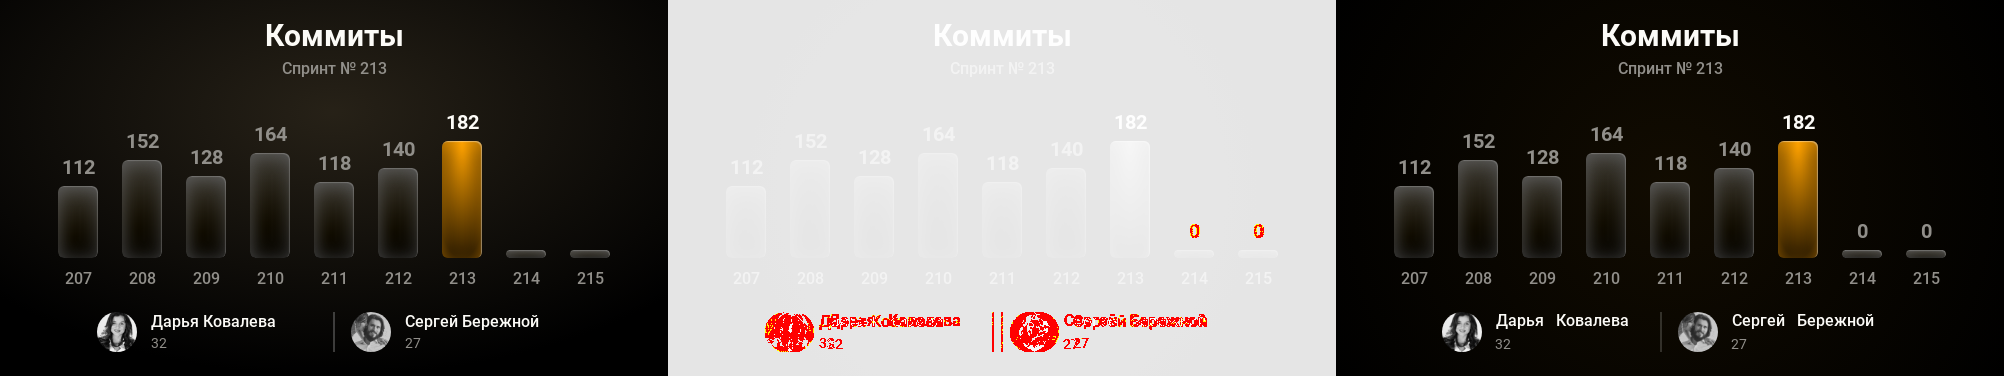 Коммиты
Спринт № 213
112 152 128 164 118 140 182
207 208 209 210 211 212 213 214 215
Дарья Ковалева
32
Сергей Бережной
27
Коммиты
Спринт № 213
112 152 128 164 118 140 182 0 0
207 208 209 210 211 212 213 214 215
Коммиты
Спринт № 213
112 152 128 164 118 140 182 0 0
207 208 209 210 211 212 213 214 215
Дарья Ковалева
32
Сергей Бережной
27